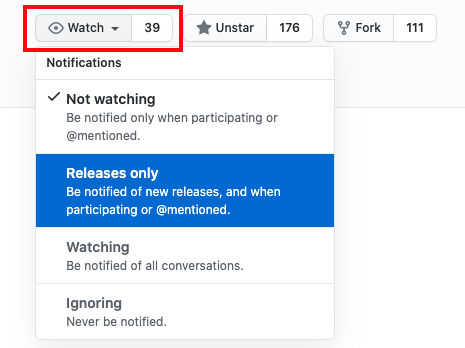 Watch 39 Unstar 176 Fork 111
Notifications
Not watching
Be notified only when participating or
@mentioned.
Releases only
Be notified of new releases, and when
participating or @mentioned.
Watching
Be notified of all conversations.
Ignoring
Never be notified.